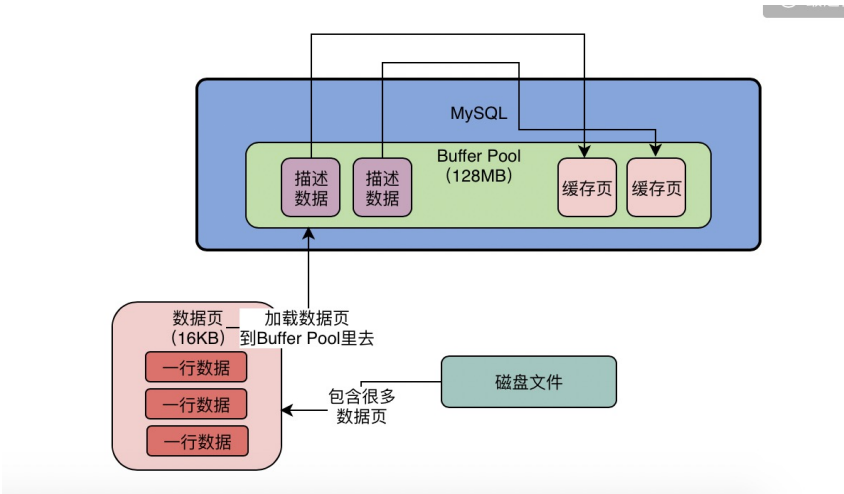 MySQL
Buffer Pool
（128MB）
描述
数据
描述
数据
缓存页
缓存页
数据页
（16KB）
加载数据页
到Buffer Pool里去
一行数据
一行数据
一行数据
包含很多
数据页
磁盘文件